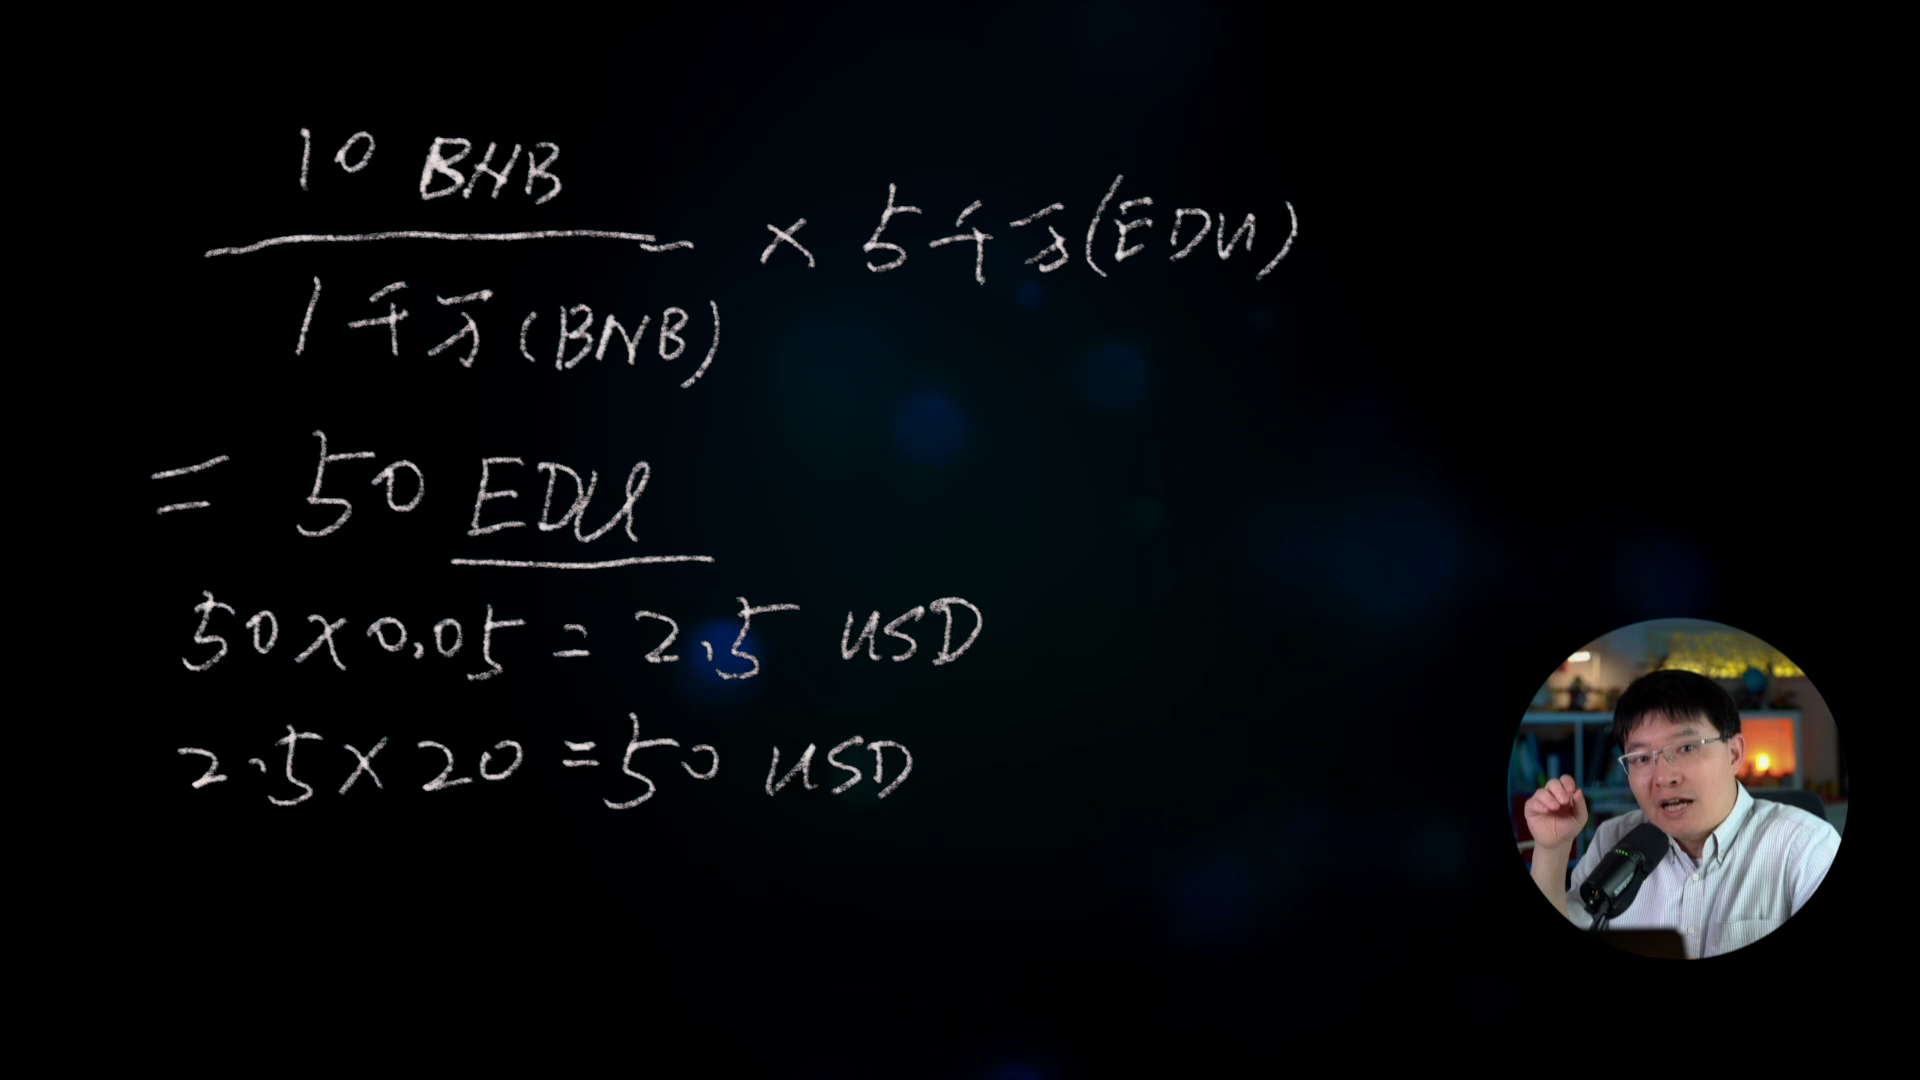 10 BNB
× 5千万(EDU)
1千万(BNB)
= 50 EDU
50×0.05 = 2.5 USD
2.5×20 = 50 USD